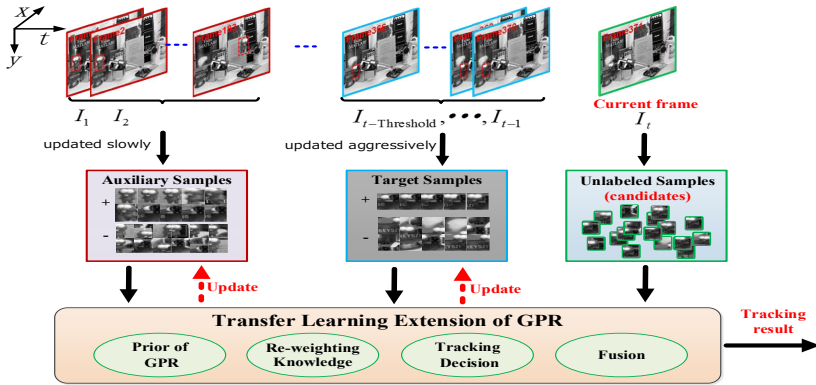 x
t
y
frame2
I1 I2
It−Threshold , ••• , It−1
Current frame
It
updated slowly
updated aggressively
Auxiliary Samples
+
-
Target Samples
+
-
Unlabeled Samples
(candidates)
Update
Update
Transfer Learning Extension of GPR
Prior of
GPR
Re-weighting
Knowledge
Tracking
Decision
Fusion
Tracking
result